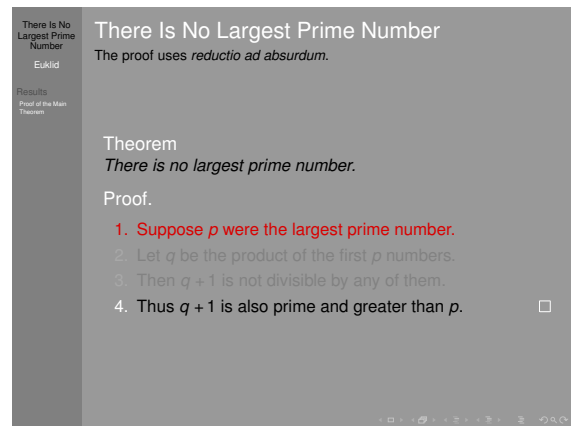 There Is No
Largest Prime
Number
Euklid
Results
Proof of the Main
Theorem
There Is No Largest Prime Number
The proof uses reductio ad absurdum.
Theorem
There is no largest prime number.
Proof.
1. Suppose p were the largest prime number.
2. Let q be the product of the first p numbers.
3. Then q + 1 is not divisible by any of them.
4. Thus q + 1 is also prime and greater than p.